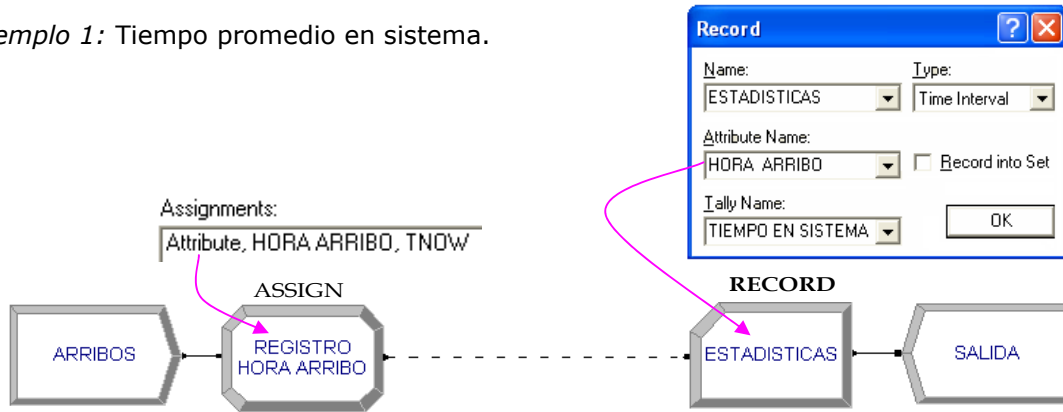 emplo 1: Tiempo promedio en sistema.
Record
Name:
Type:
ESTADISTICAS
Time Interval
Attribute Name:
HORA ARRIBO
Record into Set
Tally Name:
TIEMPO EN SISTEMA
OK
Assignments:
Attribute, HORA ARRIBO, TNOW
ASSIGN
RECORD
ARRIBOS
REGISTRO
HORA ARRIBO
ESTADISTICAS
SALIDA